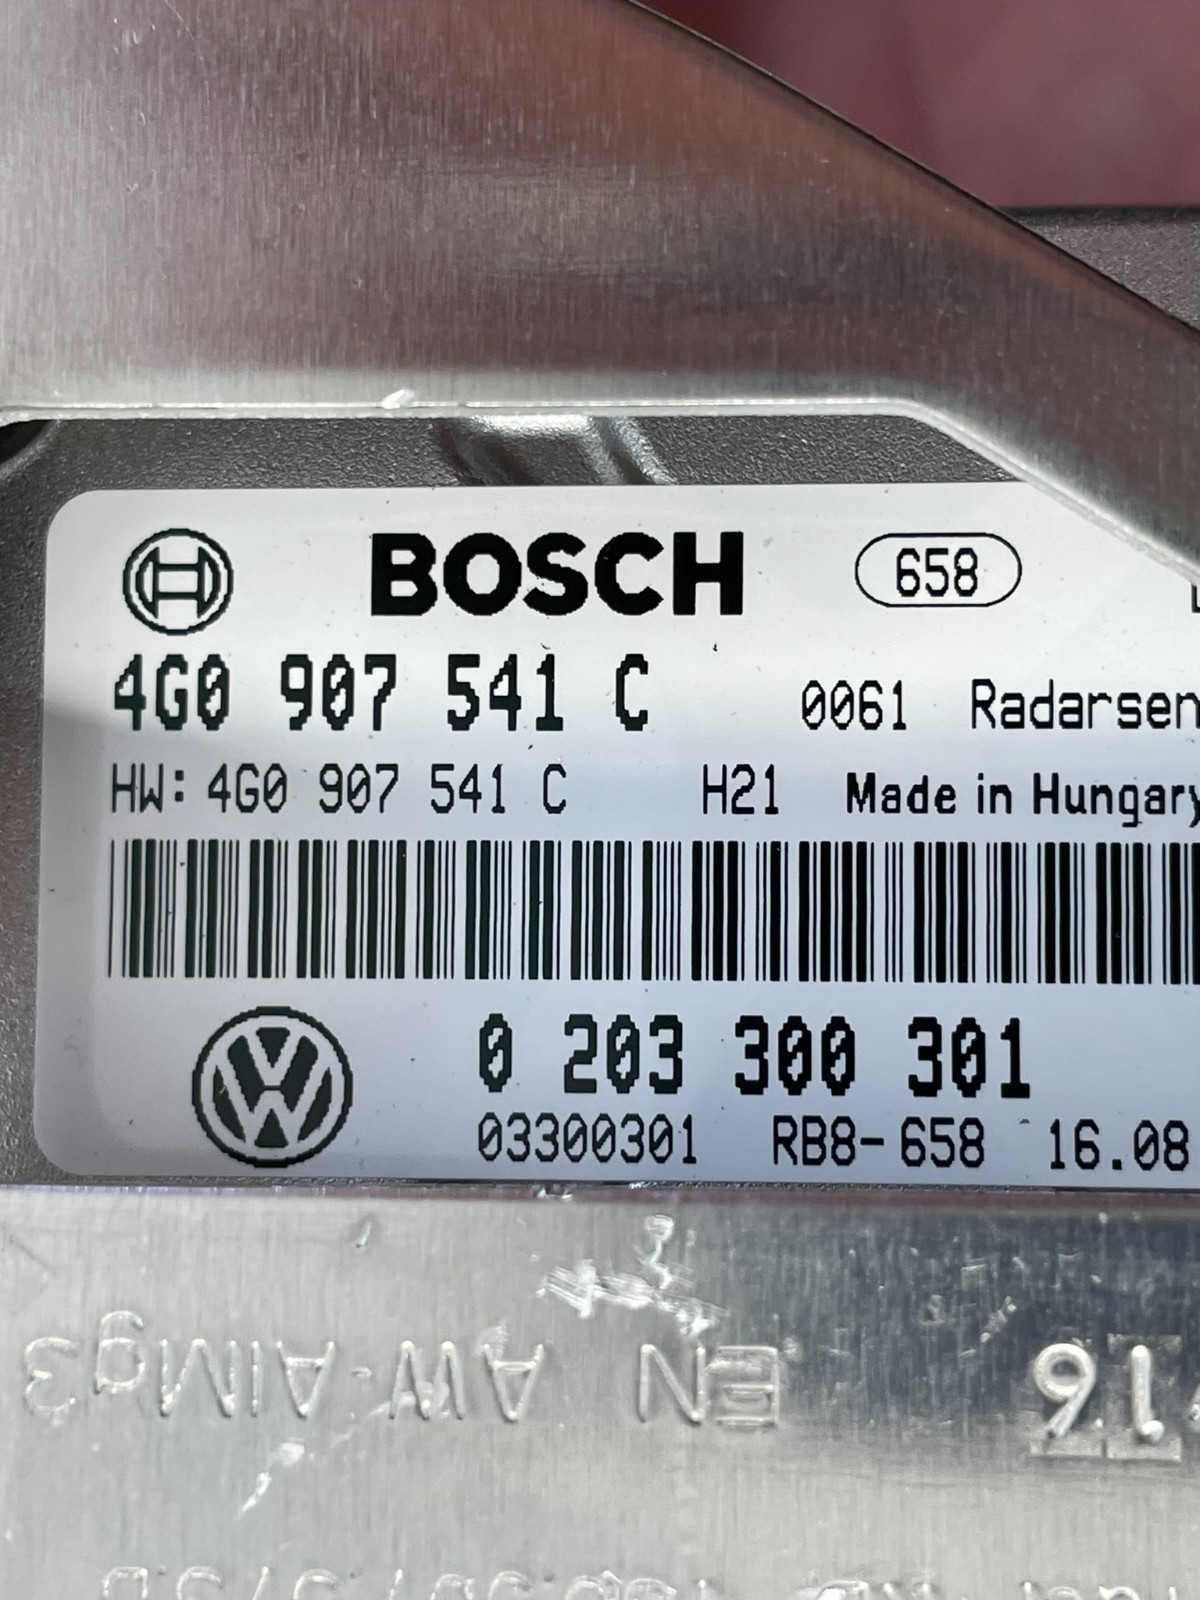 BOSCH 658
4G0 907 541 C 0061 Radarsen
HW: 4G0 907 541 C H21 Made in Hungary
0 203 300 301
03300301 RB8-658 16.08
EN AW-AlMg3